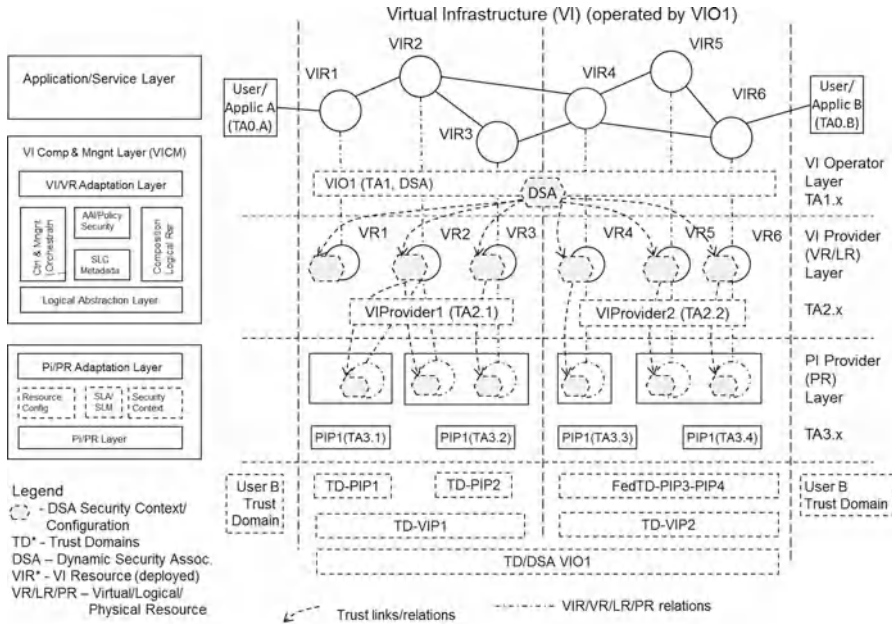 Virtual Infrastructure (VI) (operated by VIO1)
Application/Service Layer
User/
Applic A
(TA0.A)
VIR1
VIR2
VIR3
VIR4
VIR5
VIR6
User/
Applic B
(TA0.B)
VI Comp & Mngnt Layer (VICM)
VI/VR Adaptation Layer
Ctrl & Mngnt
(Orchestratn
AAI/Policy
Security
SLC
Metadada
Composition
Logical Rsr
Logical Abstraction Layer
VIO1 (TA1, DSA)
DSA
VI Operator
Layer
TA1.x
VR1
VR2
VR3
VR4
VR5
VR6
VI Provider
(VR/LR)
Layer
TA2.x
VIProvider1 (TA2.1)
VIProvider2 (TA2.2)
Pi/PR Adaptation Layer
Resource
Config
SLA/
SLM
Security
Context
Pi/PR Layer
PI Provider
(PR)
Layer
TA3.x
PIP1(TA3.1)
PIP1(TA3.2)
PIP1(TA3.3)
PIP1(TA3.4)
User B
Trust
Domain
TD-PIP1
TD-PIP2
FedTD-PIP3-PIP4
User B
Trust Domain
TD-VIP1
TD-VIP2
TD/DSA VIO1
Legend
- DSA Security Context/
Configuration
TD* - Trust Domains
DSA – Dynamic Security Assoc.
VIR* - VI Resource (deployed)
VR/LR/PR – Virtual/Logical/
Physical Resource
Trust links/relations
VIR/VR/LR/PR relations